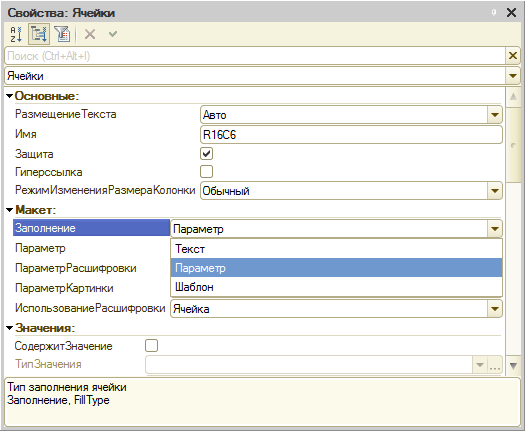 Свойства: Ячейки
Поиск (Ctrl+Alt+I)
Ячейки
Основные:
РазмещениеТекста Авто
Имя R16C6
Защита
Гиперссылка
РежимИзмененияРазмераКолонки Обычный
Макет:
Заполнение Параметр
Параметр Текст
ПараметрРасшифровки Параметр
ПараметрКартинки Шаблон
ИспользованиеРасшифровки Ячейка
Значения:
СодержитЗначение
ТипЗначения ...
Тип заполнения ячейки
Заполнение, FillType